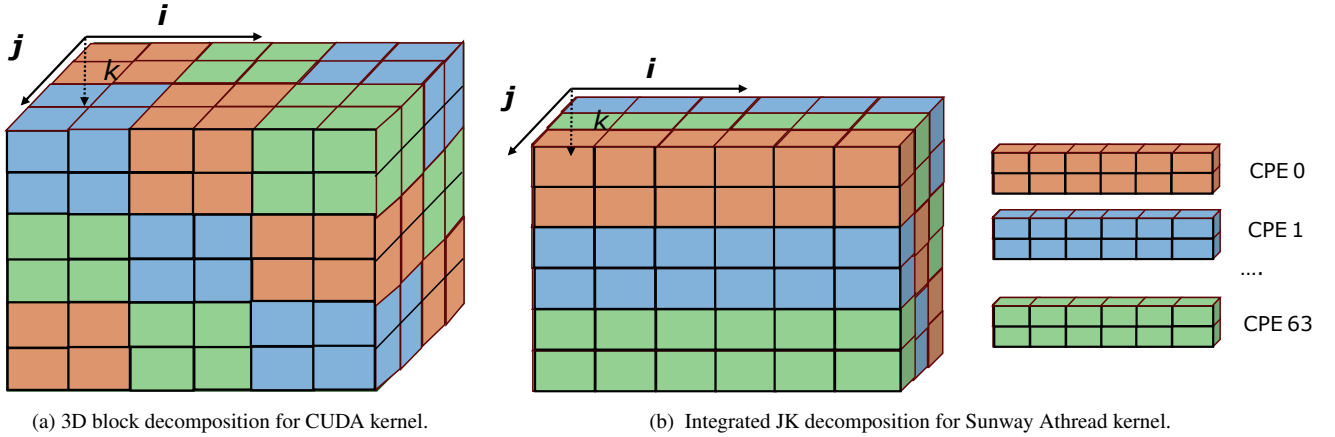 i
j
k
i
j
k
CPE 0
CPE 1
....
CPE 63
(a) 3D block decomposition for CUDA kernel.
(b) Integrated JK decomposition for Sunway Athread kernel.